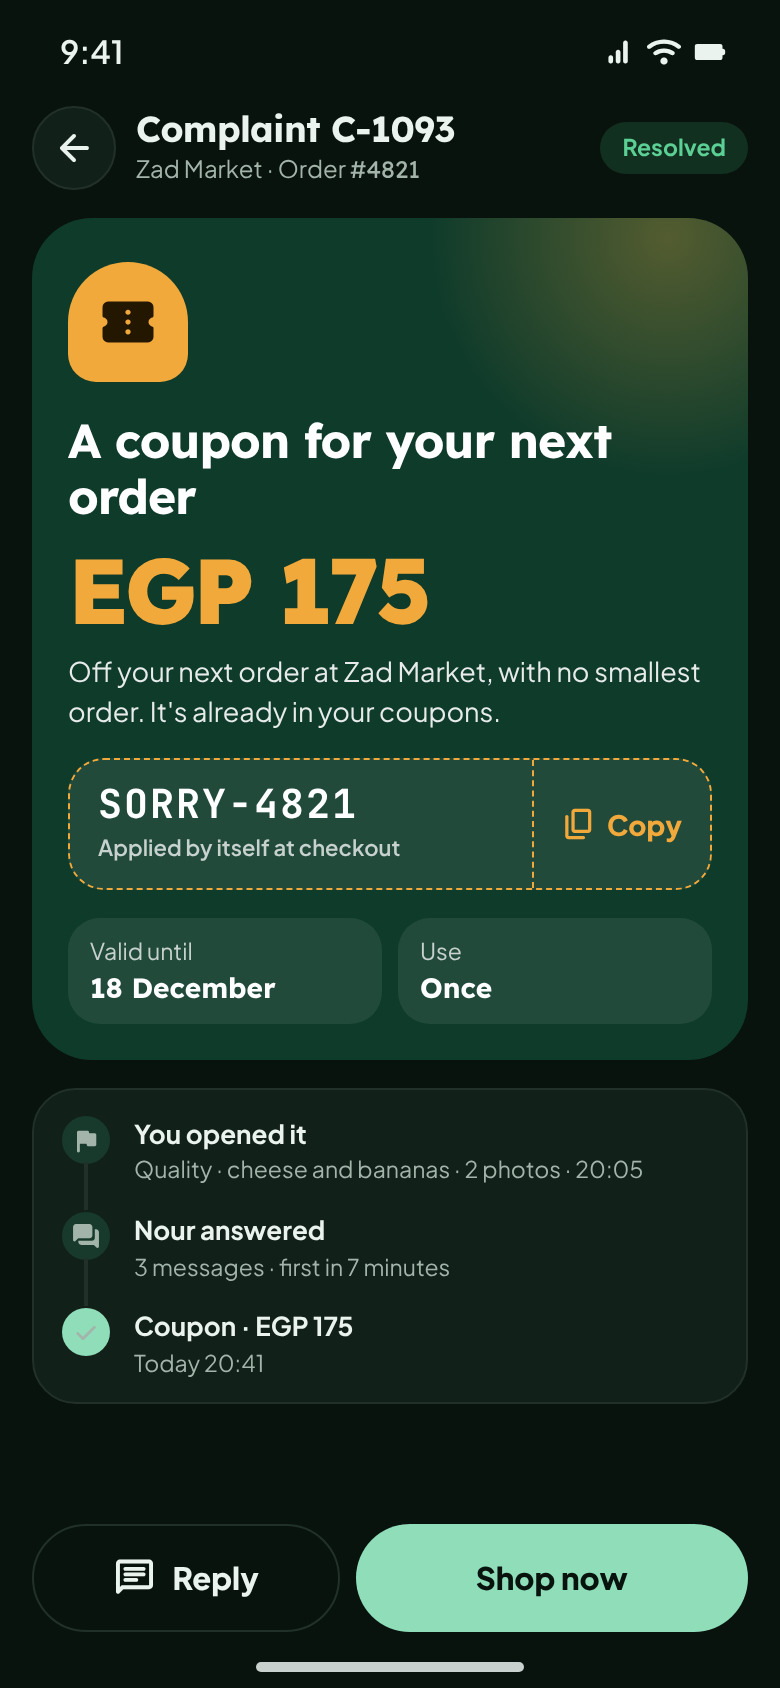 9:41
Complaint C-1093
Zad Market · Order #4821
Resolved
A coupon for your next
order
EGP 175
Off your next order at Zad Market, with no smallest
order. It's already in your coupons.
SORRY-4821
Applied by itself at checkout
Copy
Valid until
18 December
Use
Once
You opened it
Quality · cheese and bananas · 2 photos · 20:05
Nour answered
3 messages · first in 7 minutes
Coupon · EGP 175
Today 20:41
Reply
Shop now